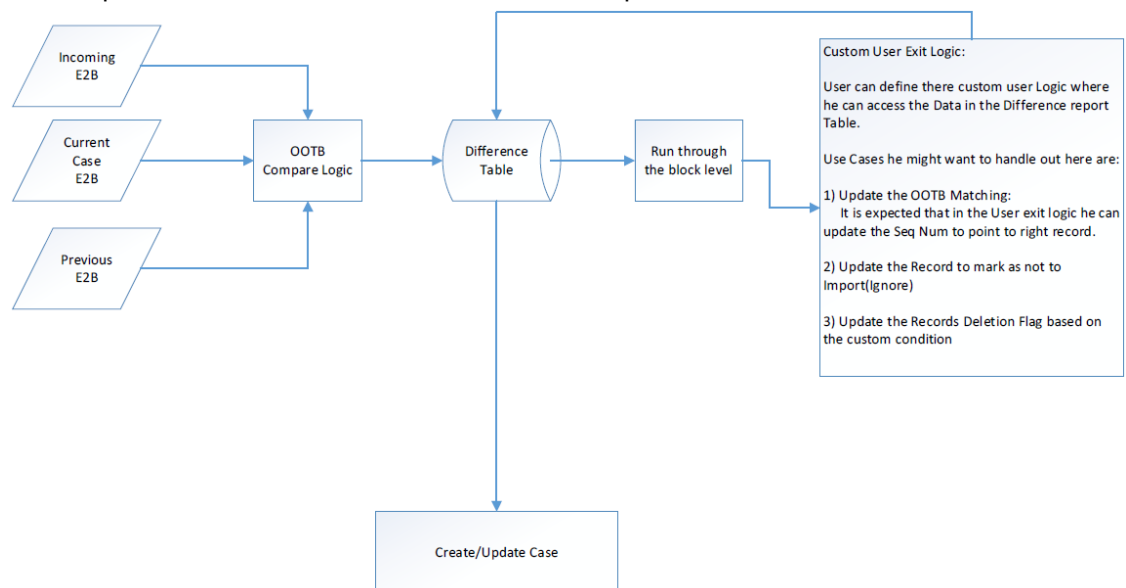 Incoming
E2B
Current
Case
E2B
Previous
E2B
OOTB
Compare Logic
Difference
Table
Run through
the block level
Custom User Exit Logic:
User can define there custom user Logic where
he can access the Data in the Difference report
Table.
Use Cases he might want to handle out here are:
1) Update the OOTB Matching:
It is expected that in the User exit logic he can
update the Seq Num to point to right record.
2) Update the Record to mark as not to
Import(Ignore)
3) Update the Records Deletion Flag based on
the custom condition
Create/Update Case